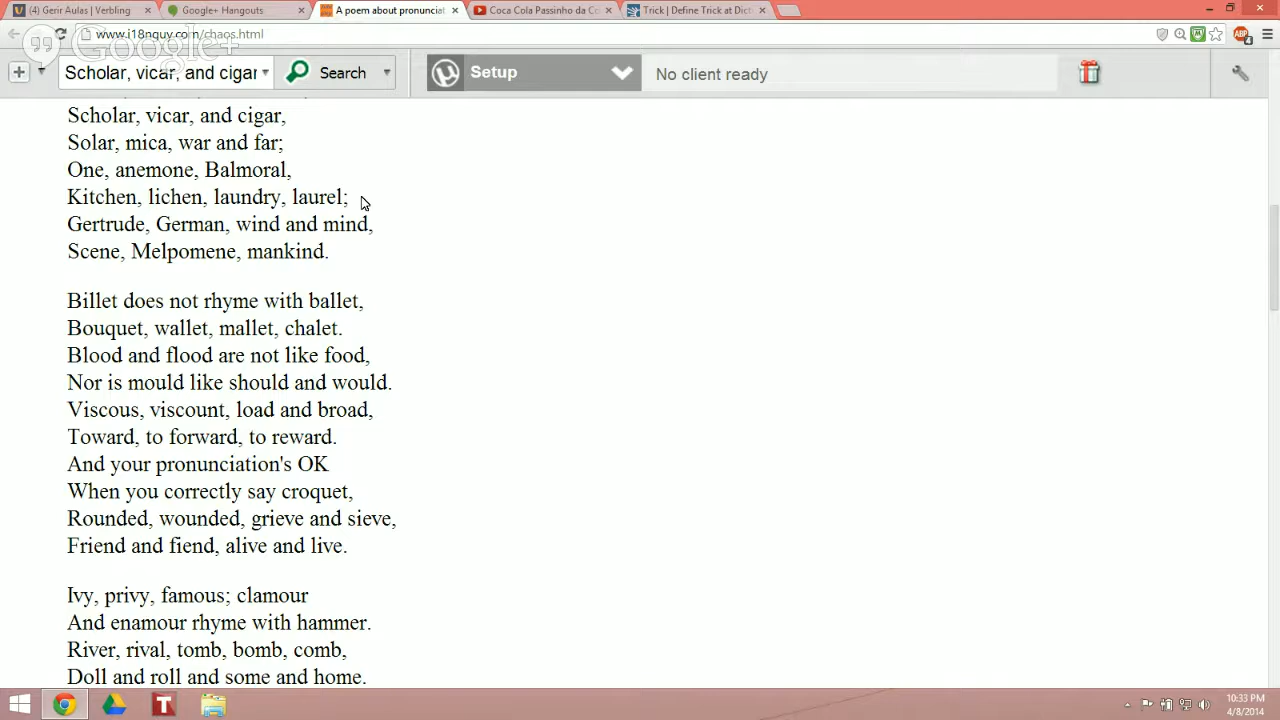 (4) Gerir Aulas | Verbling
Google+ Hangouts
A poem about pronunciat
Coca Cola Passinho da Co
Trick | Define Trick at Dict
www.i18nguy.com/chaos.html
Google+
Scholar, vicar, and cigar
Search
Setup
No client ready
Scholar, vicar, and cigar,
Solar, mica, war and far;
One, anemone, Balmoral,
Kitchen, lichen, laundry, laurel;
Gertrude, German, wind and mind,
Scene, Melpomene, mankind.
Billet does not rhyme with ballet,
Bouquet, wallet, mallet, chalet.
Blood and flood are not like food,
Nor is mould like should and would.
Viscous, viscount, load and broad,
Toward, to forward, to reward.
And your pronunciation's OK
When you correctly say croquet,
Rounded, wounded, grieve and sieve,
Friend and fiend, alive and live.
Ivy, privy, famous; clamour
And enamour rhyme with hammer.
River, rival, tomb, bomb, comb,
Doll and roll and some and home.
10:33 PM
4/8/2014